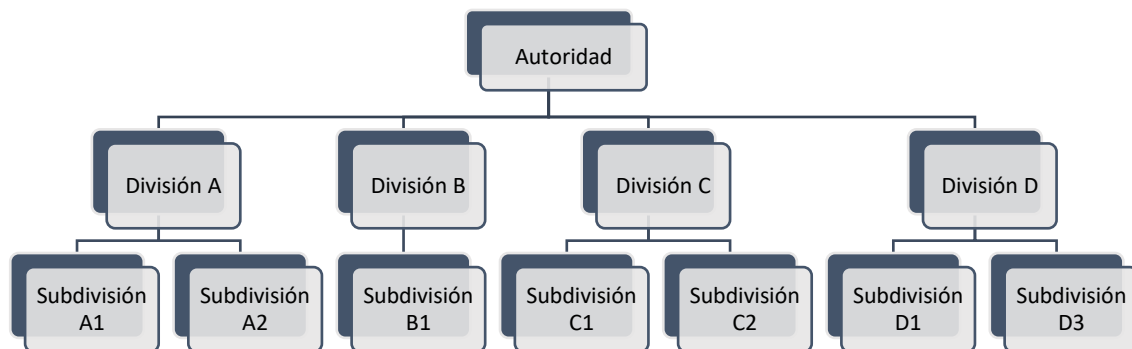 Autoridad
División A
División B
División C
División D
Subdivisión
A1
Subdivisión
A2
Subdivisión
B1
Subdivisión
C1
Subdivisión
C2
Subdivisión
D1
Subdivisión
D3